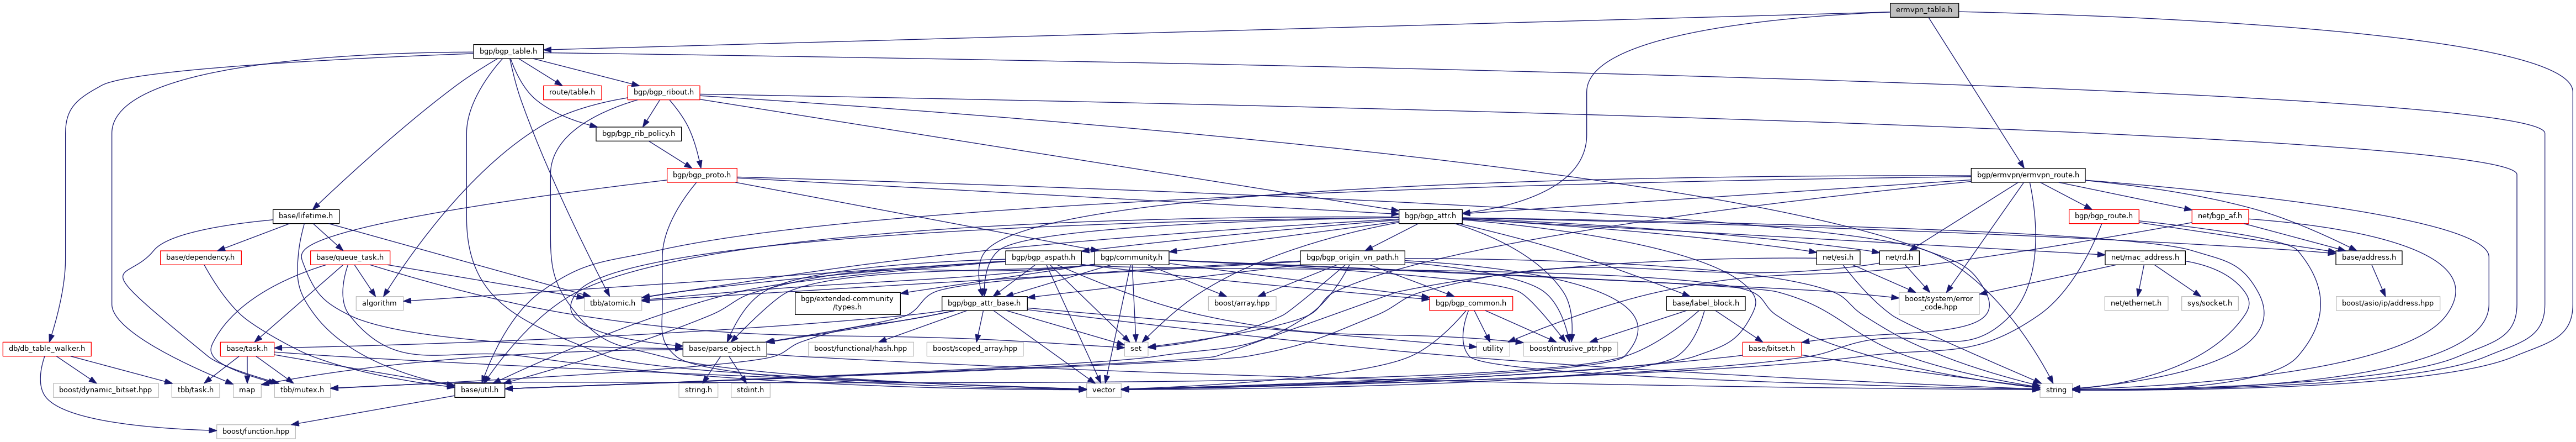 ermvpn_table.h
bgp/bgp_table.h
route/table.h
bgp/bgp_ribout.h
bgp/bgp_rib_policy.h
bgp/bgp_proto.h
bgp/ermvpn/ermvpn_route.h
base/lifetime.h
bgp/bgp_attr.h
bgp/bgp_route.h
net/bgp_af.h
base/dependency.h
base/queue_task.h
bgp/bgp_aspath.h
bgp/community.h
bgp/bgp_origin_vn_path.h
net/esi.h
net/rd.h
net/mac_address.h
base/address.h
algorithm
tbb/atomic.h
bgp/extended-community
/types.h
bgp/bgp_attr_base.h
boost/array.hpp
bgp/bgp_common.h
base/label_block.h
boost/system/error
_code.hpp
net/ethernet.h
sys/socket.h
boost/asio/ip/address.hpp
db/db_table_walker.h
base/task.h
base/parse_object.h
boost/functional/hash.hpp
boost/scoped_array.hpp
set
utility
boost/intrusive_ptr.hpp
base/bitset.h
boost/dynamic_bitset.hpp
tbb/task.h
map
tbb/mutex.h
base/util.h
string.h
stdint.h
vector
string
boost/function.hpp